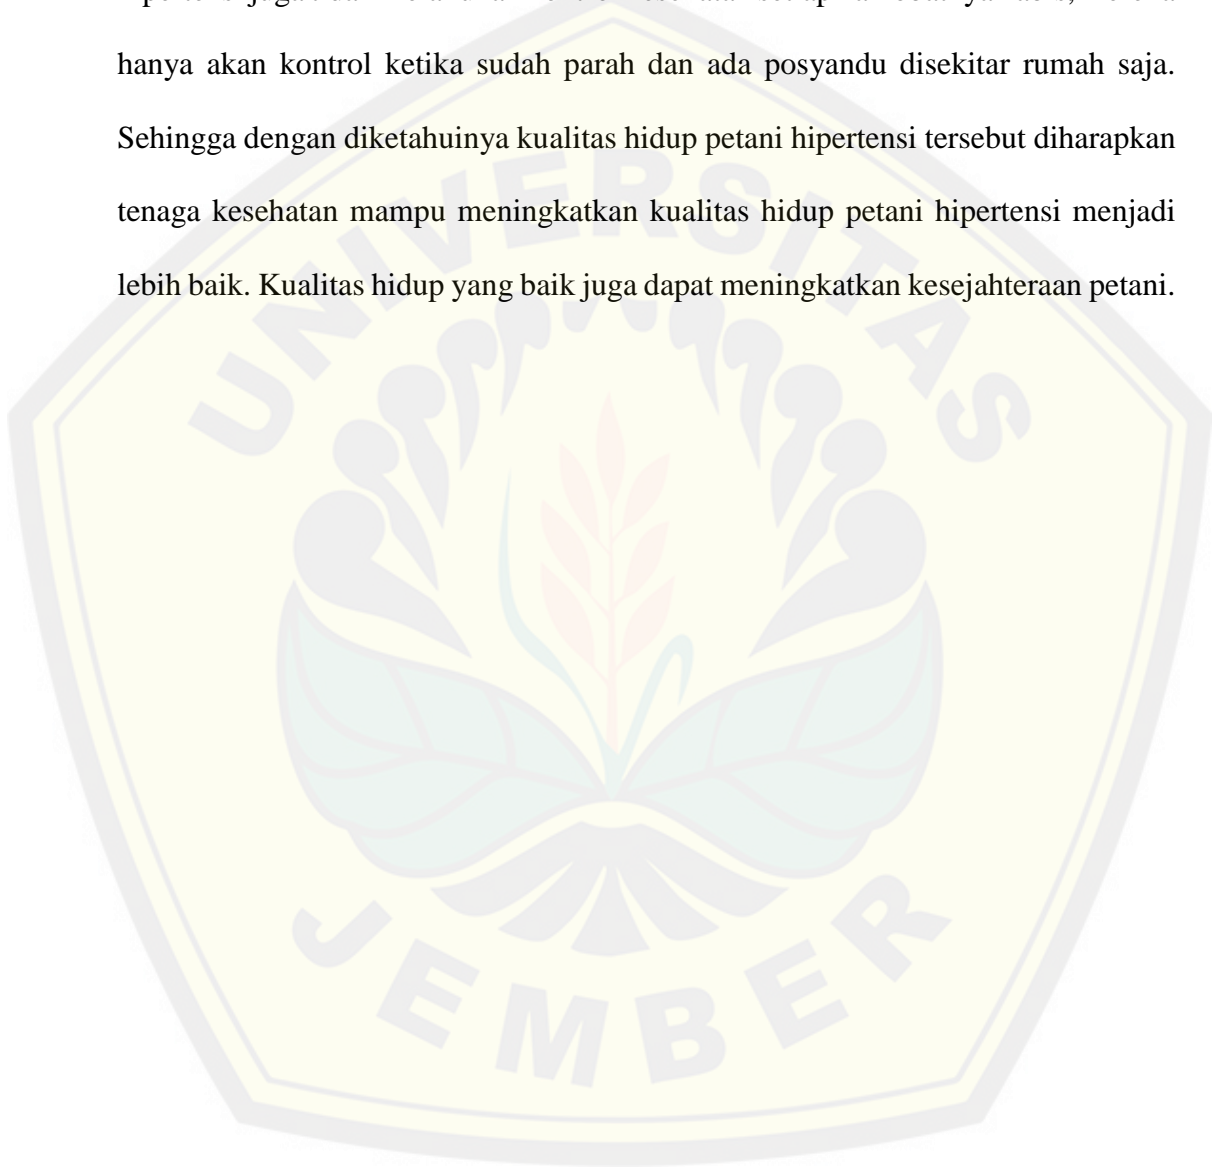 hanya akan kontrol ketika sudah parah dan ada posyandu disekitar rumah saja.
Sehingga dengan diketahuinya kualitas hidup petani hipertensi tersebut diharapkan
tenaga kesehatan mampu meningkatkan kualitas hidup petani hipertensi menjadi
lebih baik. Kualitas hidup yang baik juga dapat meningkatkan kesejahteraan petani.
UNIVERSITAS
JEMBER